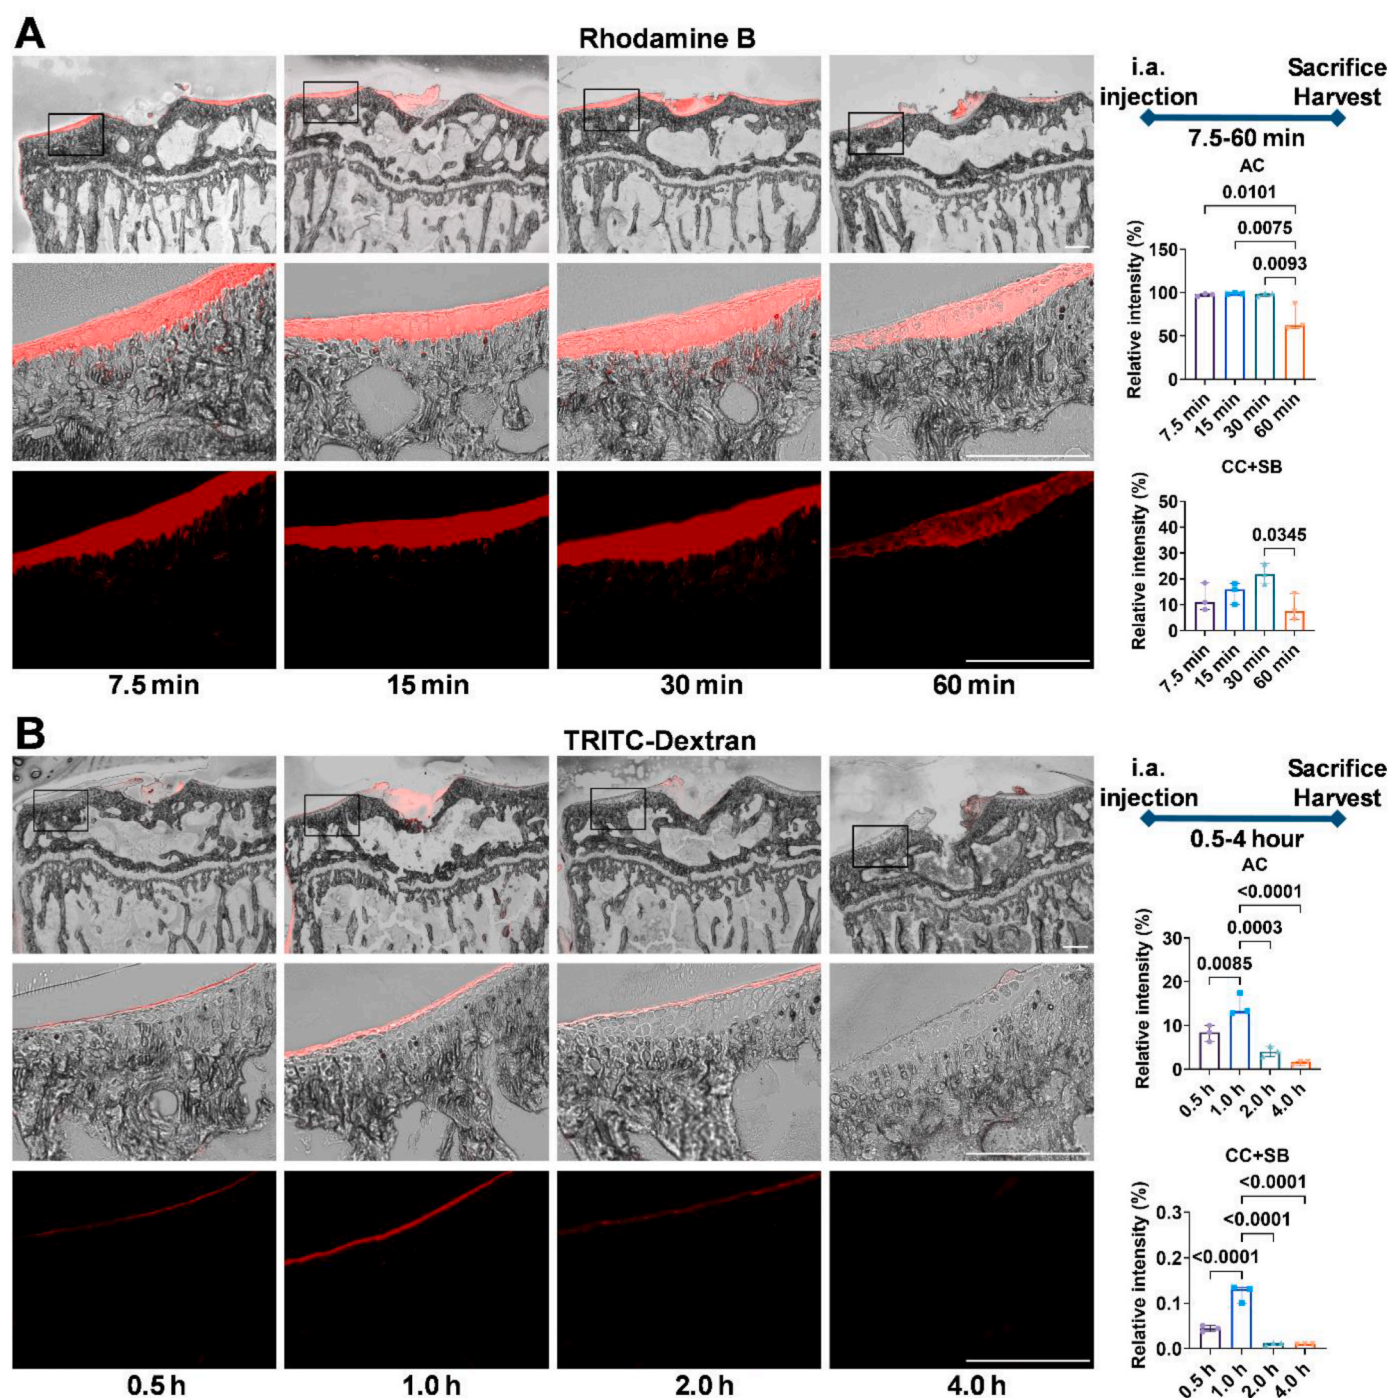 A
Rhodamine B
i.a.
injection
Sacrifice
Harvest
7.5-60 min
AC
0.0101
0.0075
0.0093
Relative intensity (%)
150
100
50
0
7.5 min
15 min
30 min
60 min
CC+SB
0.0345
Relative intensity (%)
50
40
30
20
10
0
7.5 min
15 min
30 min
60 min
7.5 min
15 min
30 min
60 min
B
TRITC-Dextran
i.a.
injection
Sacrifice
Harvest
0.5-4 hour
AC
<0.0001
0.0003
0.0085
Relative intensity (%)
30
20
10
0
0.5 h
1.0 h
2.0 h
4.0 h
CC+SB
<0.0001
<0.0001
<0.0001
Relative intensity (%)
0.3
0.2
0.1
0.0
0.5 h
1.0 h
2.0 h
4.0 h
0.5 h
1.0 h
2.0 h
4.0 h